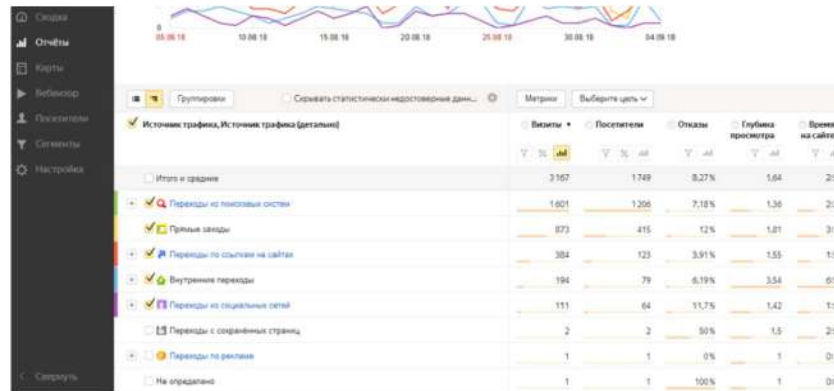 Сводка
Отчёты
Карты
Вебвизор
Посетители
Сегменты
Настройка
Свернуть
0
05.08.18 10.08.18 15.08.18 20.08.18 25.08.18 30.08.18 04.09.18
Группировки Скрывать статистически недостоверные данн... Метрики Выберите цель
Источник трафика, Источник трафика (детально) Визиты Посетители Отказы Глубина просмотра Время на сайте
Итого и средние 3 167 1 749 8,27 % 1,64
Переходы из поисковых систем 1 601 1 206 7,18 % 1,36
Прямые заходы 873 415 12 % 1,81
Переходы по ссылкам на сайтах 384 123 3,91 % 1,55
Внутренние переходы 194 79 6,19 % 3,54
Переходы из социальных сетей 111 64 11,7 % 1,42
Переходы с сохранённых страниц 2 2 50 % 1,5
Переходы по рекламе 1 1 0 % 1
Не определено 1 1 100 % 1